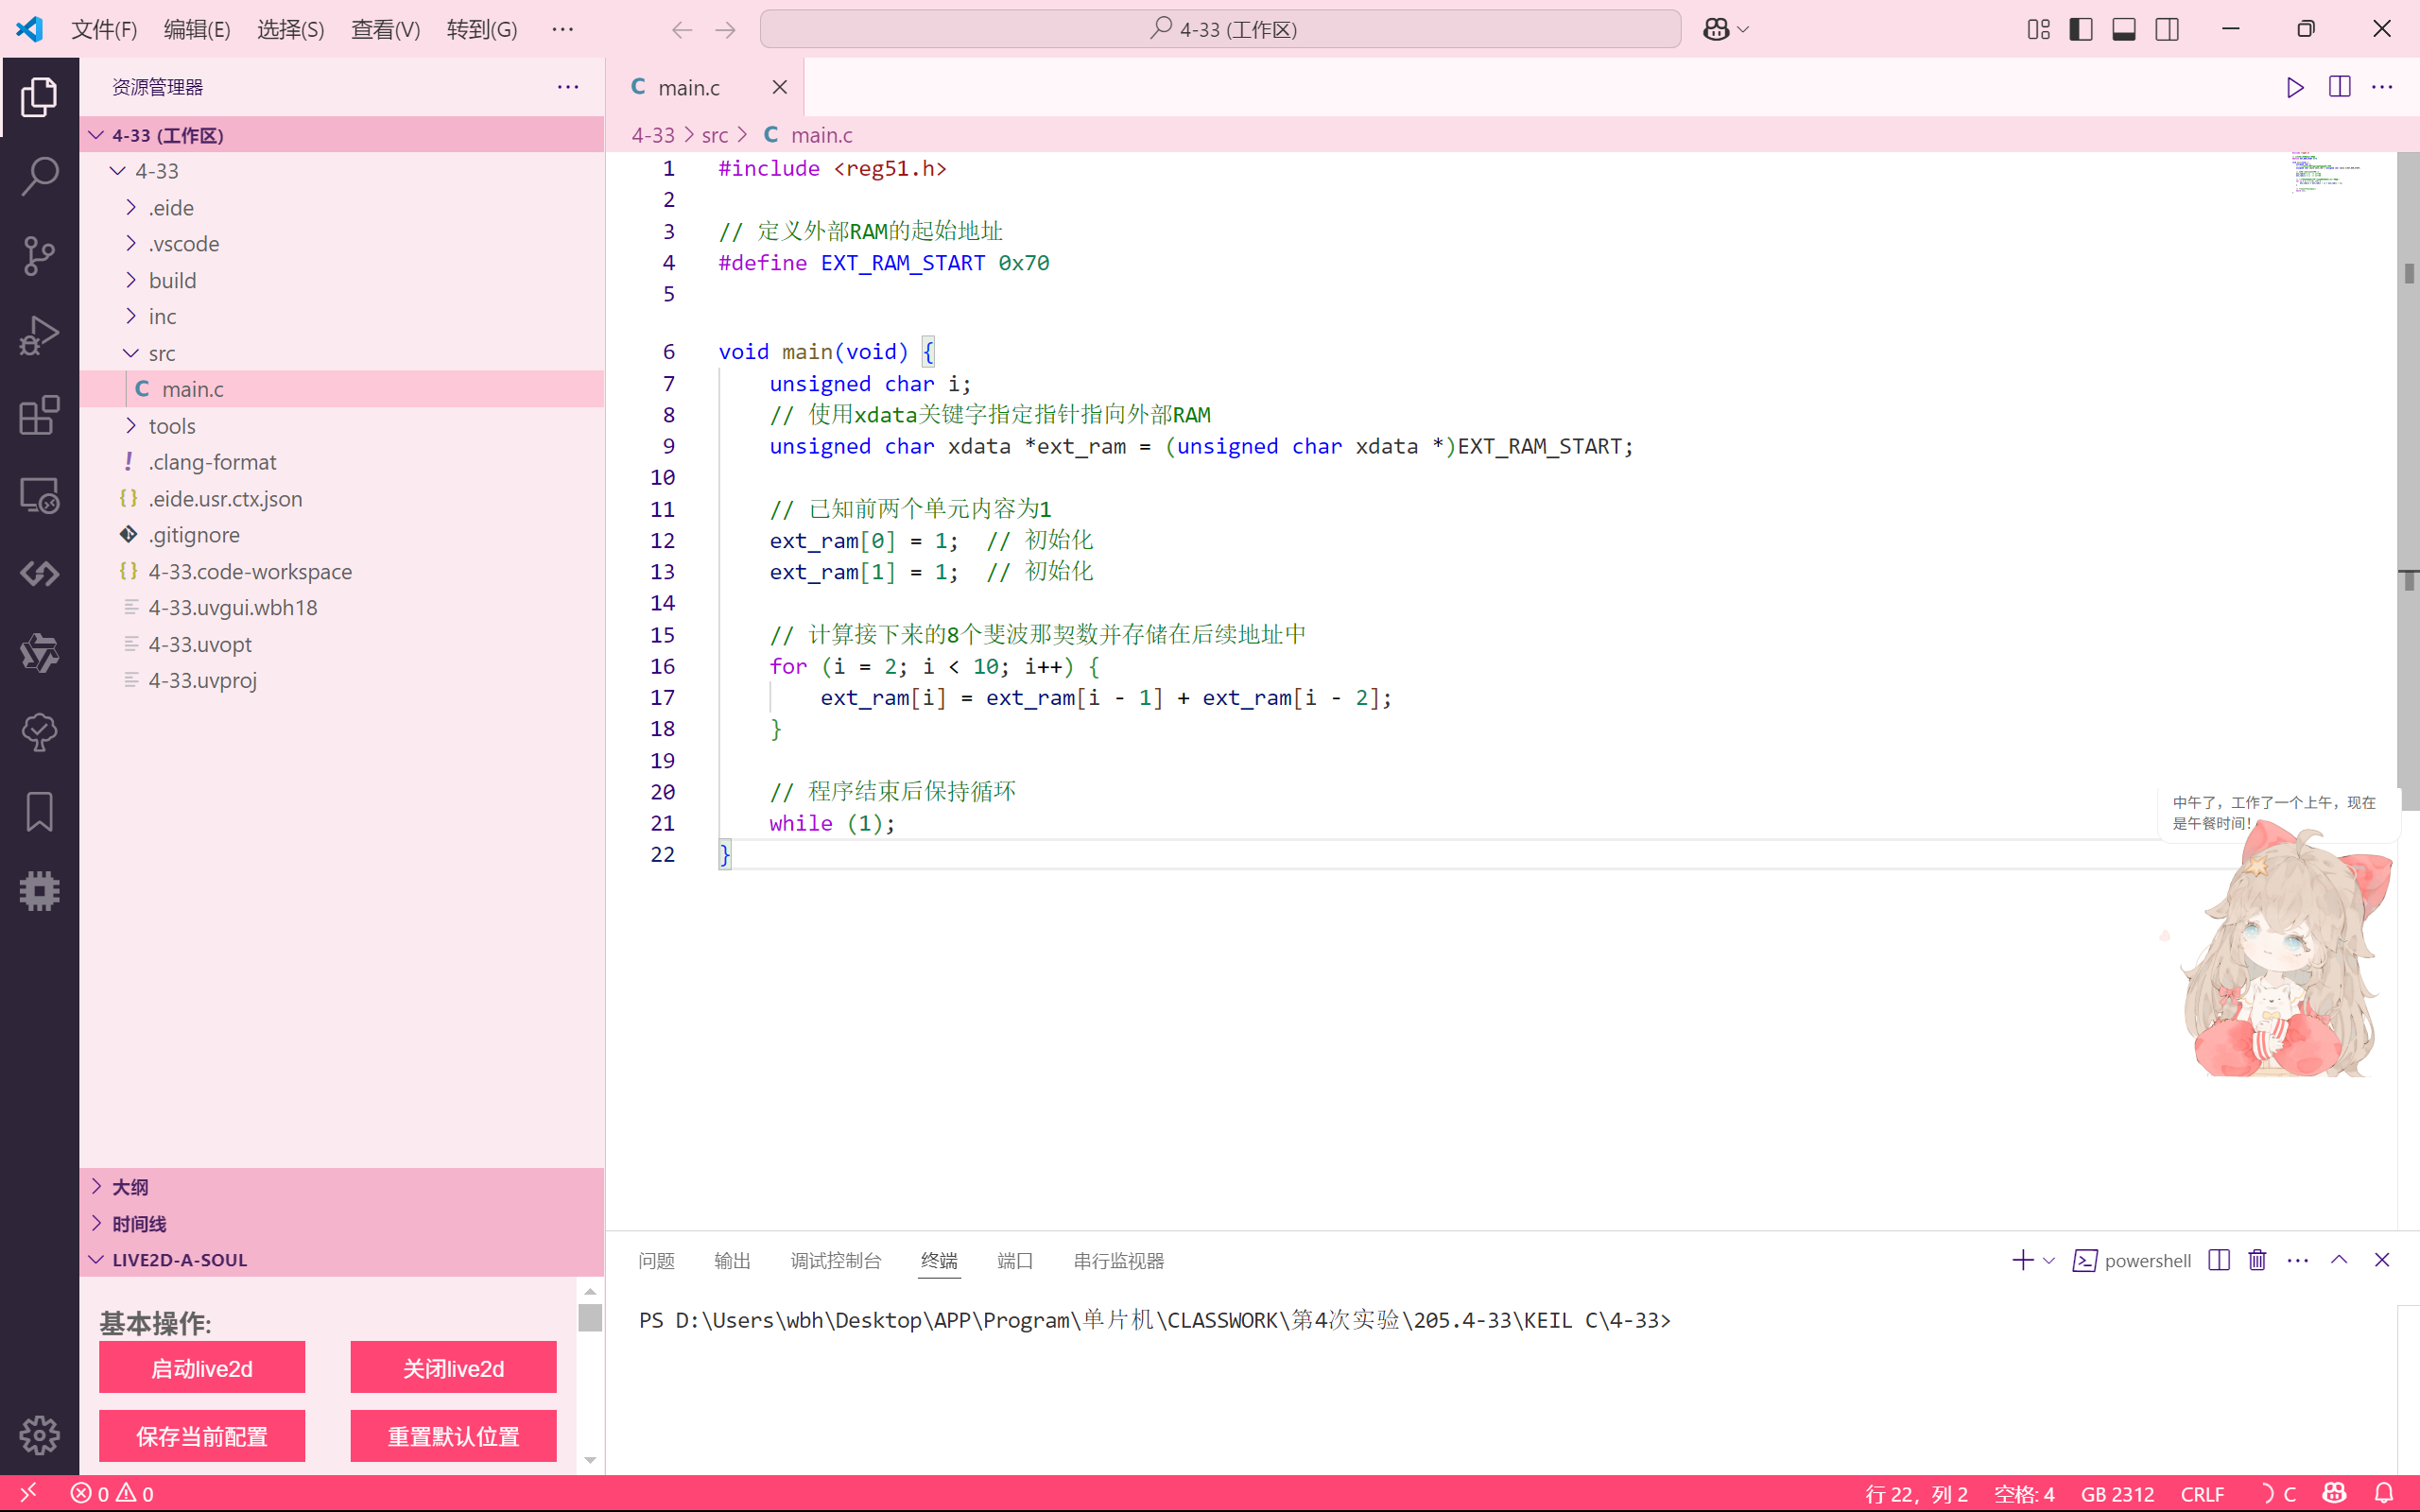 文件(F) 编辑(E) 选择(S) 查看(V) 转到(G) ··· 4-33 (工作区)
资源管理器 ···
4-33 (工作区)
4-33
.eide
.vscode
build
inc
src
C main.c
tools
! .clang-format
{} .eide.usr.ctx.json
.gitignore
{} 4-33.code-workspace
4-33.uvgui.wbh18
4-33.uvopt
4-33.uvproj
大纲
时间线
LIVE2D-A-SOUL
基本操作:
启动live2d 关闭live2d
保存当前配置 重置默认位置
C main.c
4-33 > src > C main.c
1 #include <reg51.h>
2
3 // 定义外部RAM的起始地址
4 #define EXT_RAM_START 0x70
5
6 void main(void) {
7 unsigned char i;
8 // 使用xdata关键字指定指针指向外部RAM
9 unsigned char xdata *ext_ram = (unsigned char xdata *)EXT_RAM_START;
10
11 // 已知前两个单元内容为1
12 ext_ram[0] = 1;  // 初始化
13 ext_ram[1] = 1;  // 初始化
14
15 // 计算接下来的8个斐波那契数并存储在后续地址中
16 for (i = 2; i < 10; i++) {
17 ext_ram[i] = ext_ram[i - 1] + ext_ram[i - 2];
18 }
19
20 // 程序结束后保持循环
21 while (1);
22 }
中午了，工作了一个上午，现在
是午餐时间！
问题 输出 调试控制台 终端 端口 串行监视器 powershell ···
PS D:\Users\wbh\Desktop\APP\Program\单片机\CLASSWORK\第4次实验\205.4-33\KEIL C\4-33>
0 0 行 22，列 2 空格: 4 GB 2312 CRLF C